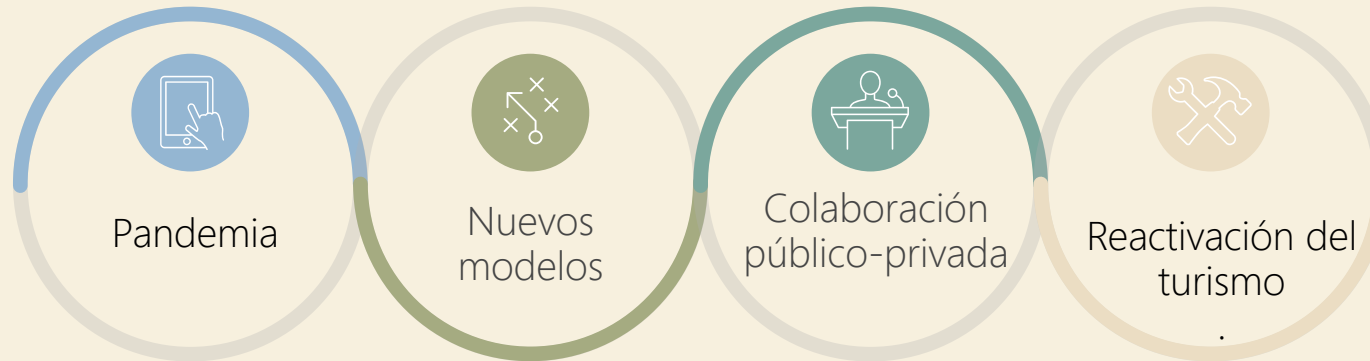 Pandemia
Nuevos
modelos
Colaboración
público-privada
Reactivación del
turismo
.